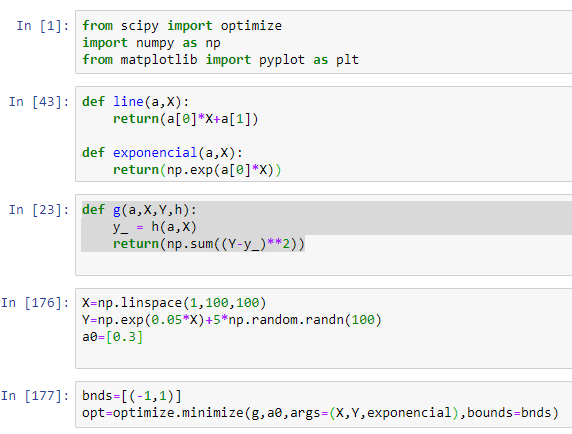 In [1]: from scipy import optimize
import numpy as np
from matplotlib import pyplot as plt
In [43]: def line(a,X):
return(a[0]*X+a[1])
def exponencial(a,X):
return(np.exp(a[0]*X))
In [23]: def g(a,X,Y,h):
y_ = h(a,X)
return(np.sum((Y-y_)**2))
In [176]: X=np.linspace(1,100,100)
Y=np.exp(0.05*X)+5*np.random.randn(100)
a0=[0.3]
In [177]: bnds=[(-1,1)]
opt=optimize.minimize(g,a0,args=(X,Y,exponencial),bounds=bnds)